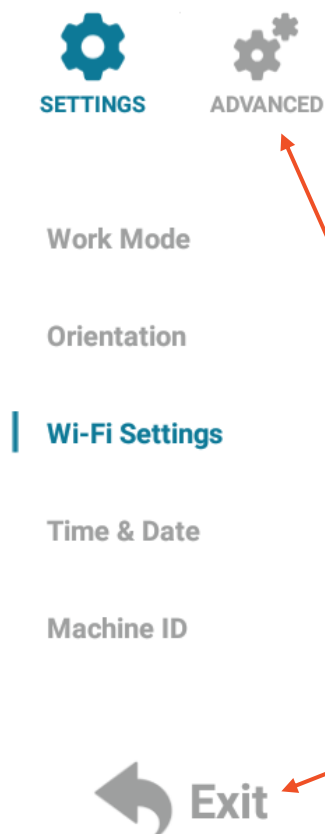 SETTINGS ADVANCED
Work Mode
Orientation
Wi-Fi Settings
Time & Date
Machine ID
Exit